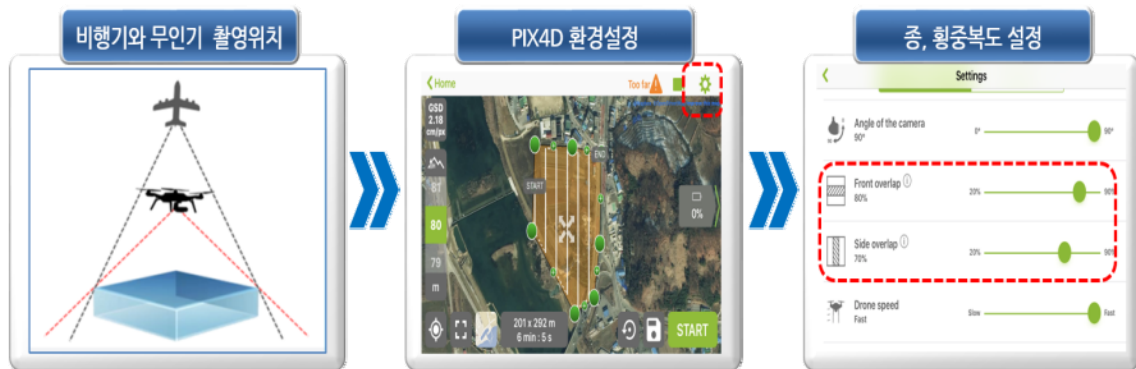 비행기와 무인기 촬영위치
PIX4D 환경설정
Home
Too far
GSD
2.18
cm/px
81
80
79
m
START
END
0%
201 x 292 m
6 min : 5 s
START
종, 횡중복도 설정
Settings
Angle of the camera
90°
0°
90°
Front overlap
80%
20%
90%
Side overlap
70%
20%
90%
Drone speed
Fast
Slow
Fast